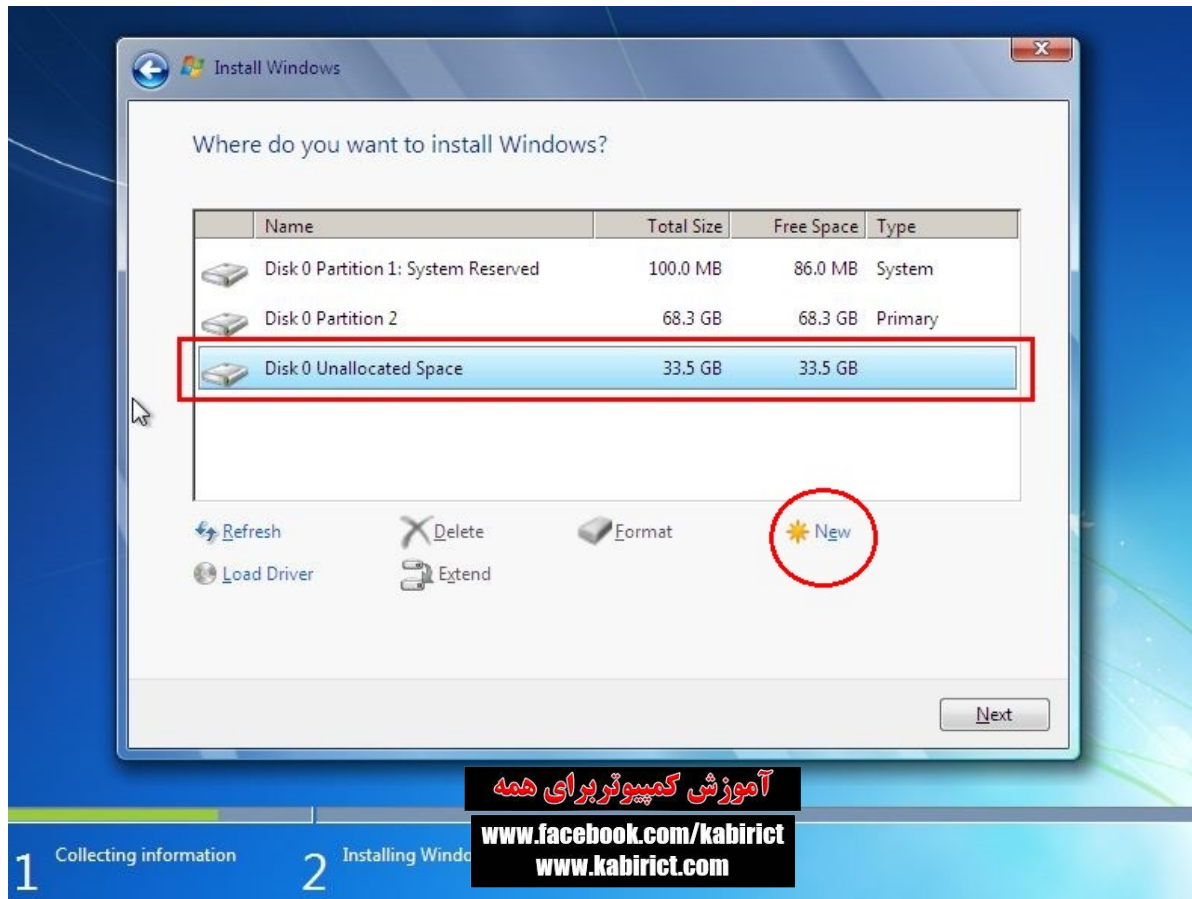 Install Windows
Where do you want to install Windows?
Name Total Size Free Space Type
Disk 0 Partition 1: System Reserved 100.0 MB 86.0 MB System
Disk 0 Partition 2 68.3 GB 68.3 GB Primary
Disk 0 Unallocated Space 33.5 GB 33.5 GB
Refresh Delete Format New
Load Driver Extend
Next
آموزش کمپیوتربرای همه
www.facebook.com/kabirict
www.kabirict.com
1 Collecting information 2 Installing